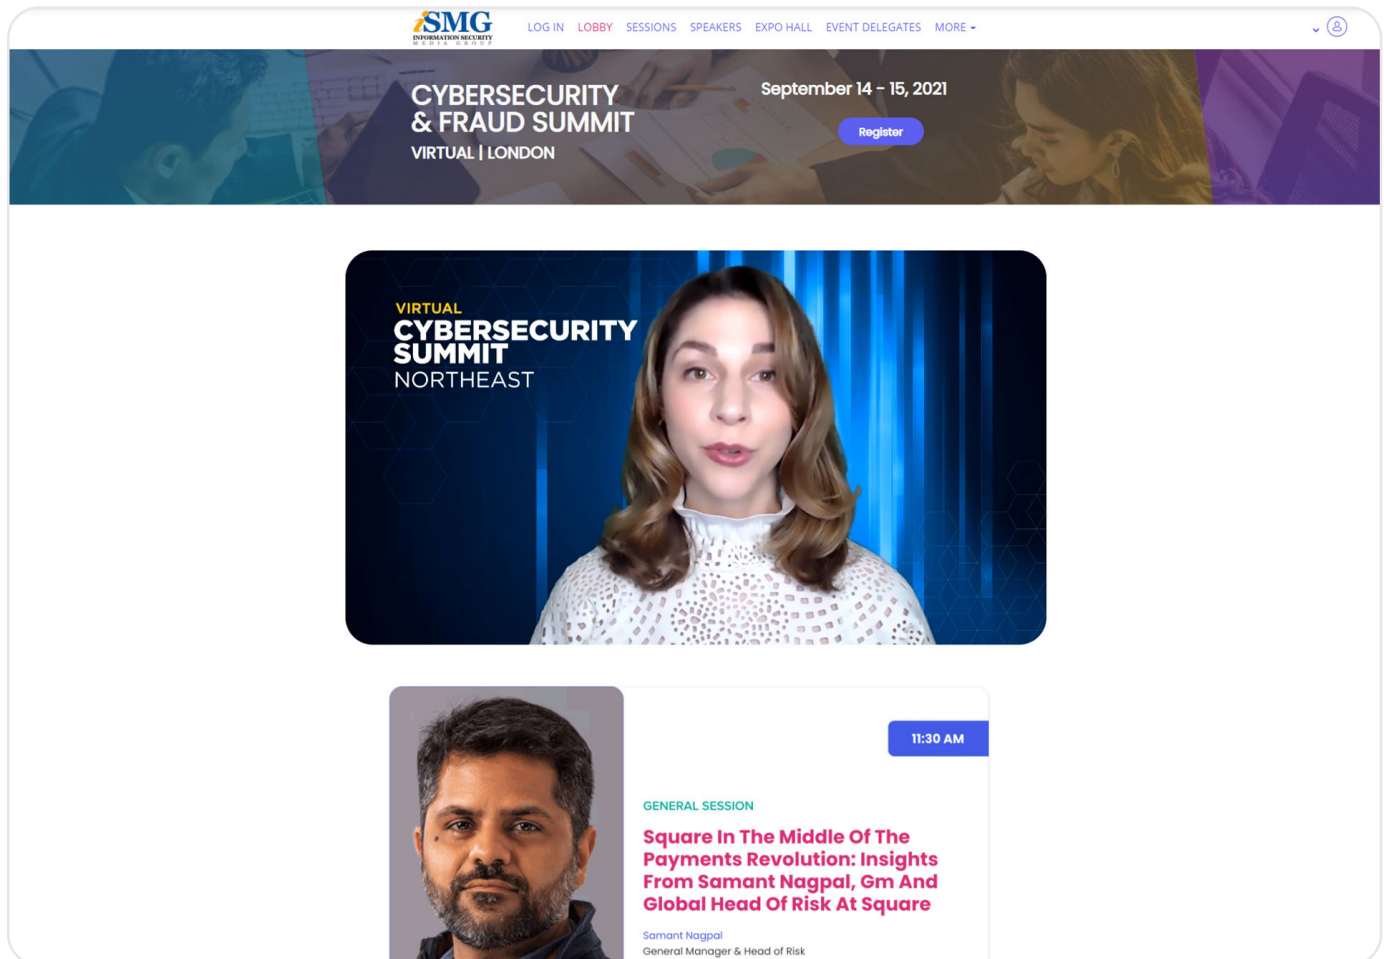 iSMG
INFORMATION SECURITY
MEDIA GROUP
LOG IN LOBBY SESSIONS SPEAKERS EXPO HALL EVENT DELEGATES MORE
CYBERSECURITY
& FRAUD SUMMIT
VIRTUAL | LONDON
September 14 - 15, 2021
Register
VIRTUAL
CYBERSECURITY
SUMMIT
NORTHEAST
11:30 AM
GENERAL SESSION
Square In The Middle Of The
Payments Revolution: Insights
From Samant Nagpal, Gm And
Global Head Of Risk At Square
Samant Nagpal
General Manager & Head of Risk